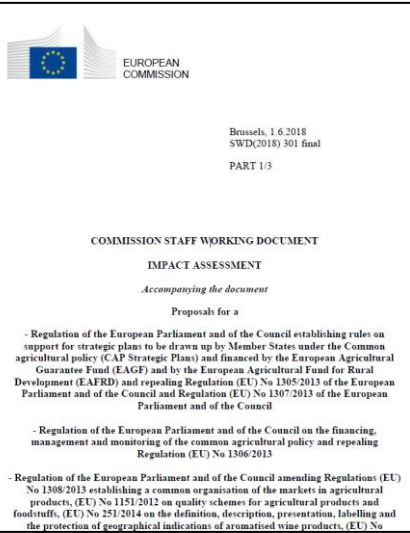 EUROPEAN
COMMISSION
Brussels, 1.6.2018
SWD(2018) 301 final
PART 1/3
COMMISSION STAFF WORKING DOCUMENT
IMPACT ASSESSMENT
Accompanying the document
Proposals for a
- Regulation of the European Parliament and of the Council establishing rules on
support for strategic plans to be drawn up by Member States under the Common
agricultural policy (CAP Strategic Plans) and financed by the European Agricultural
Guarantee Fund (EAGF) and by the European Agricultural Fund for Rural
Development (EAFRD) and repealing Regulation (EU) No 1305/2013 of the European
Parliament and of the Council and Regulation (EU) No 1307/2013 of the European
Parliament and of the Council
- Regulation of the European Parliament and of the Council on the financing,
management and monitoring of the common agricultural policy and repealing
Regulation (EU) No 1306/2013
- Regulation of the European Parliament and of the Council amending Regulations (EU)
No 1308/2013 establishing a common organisation of the markets in agricultural
products, (EU) No 1151/2012 on quality schemes for agricultural products and
foodstuffs, (EU) No 251/2014 on the definition, description, presentation, labelling and
the protection of geographical indications of aromatised wine products, (EU) No